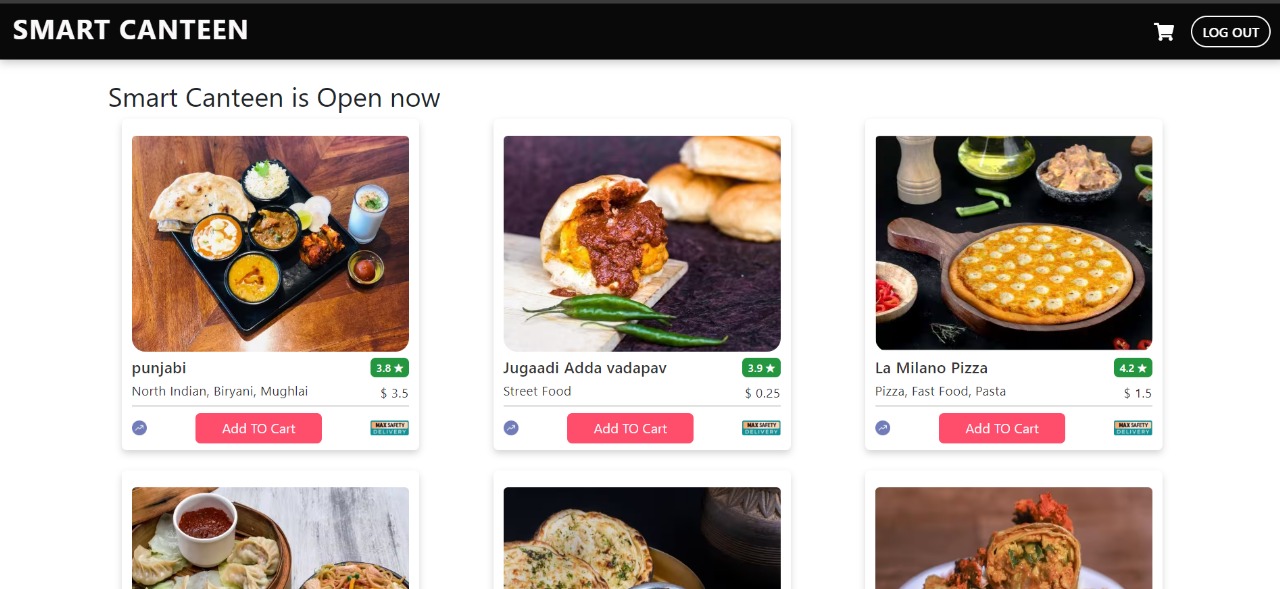 SMART CANTEEN
LOG OUT
Smart Canteen is Open now
punjabi
3.8 ★
North Indian, Biryani, Mughlai
$ 3.5
Add TO Cart
MAX SAFETY
DELIVERY
Jugaadi Adda vadapav
3.9 ★
Street Food
$ 0.25
Add TO Cart
MAX SAFETY
DELIVERY
La Milano Pizza
4.2 ★
Pizza, Fast Food, Pasta
$ 1.5
Add TO Cart
MAX SAFETY
DELIVERY